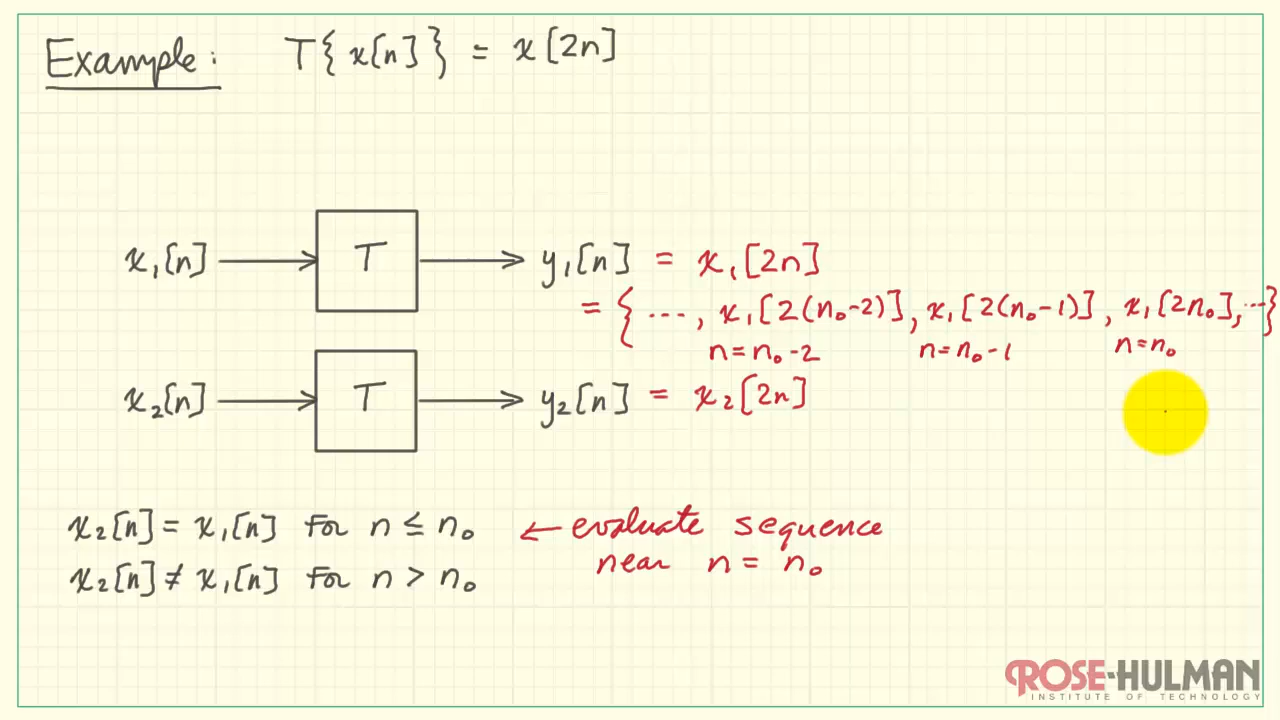 Example: T{x[n]} = x[2n]
x₁[n] T y₁[n] = x₁[2n]
= { ..., x₁[2(n₀-2)], x₁[2(n₀-1)], x₁[2n₀], ...}
n=n₀-2 n=n₀-1 n=n₀
x₂[n] T y₂[n] = x₂[2n]
x₂[n] = x₁[n] for n ≤ n₀ ← evaluate sequence
near n = n₀
x₂[n] ≠ x₁[n] for n > n₀
ROSE-HULMAN
INSTITUTE OF TECHNOLOGY